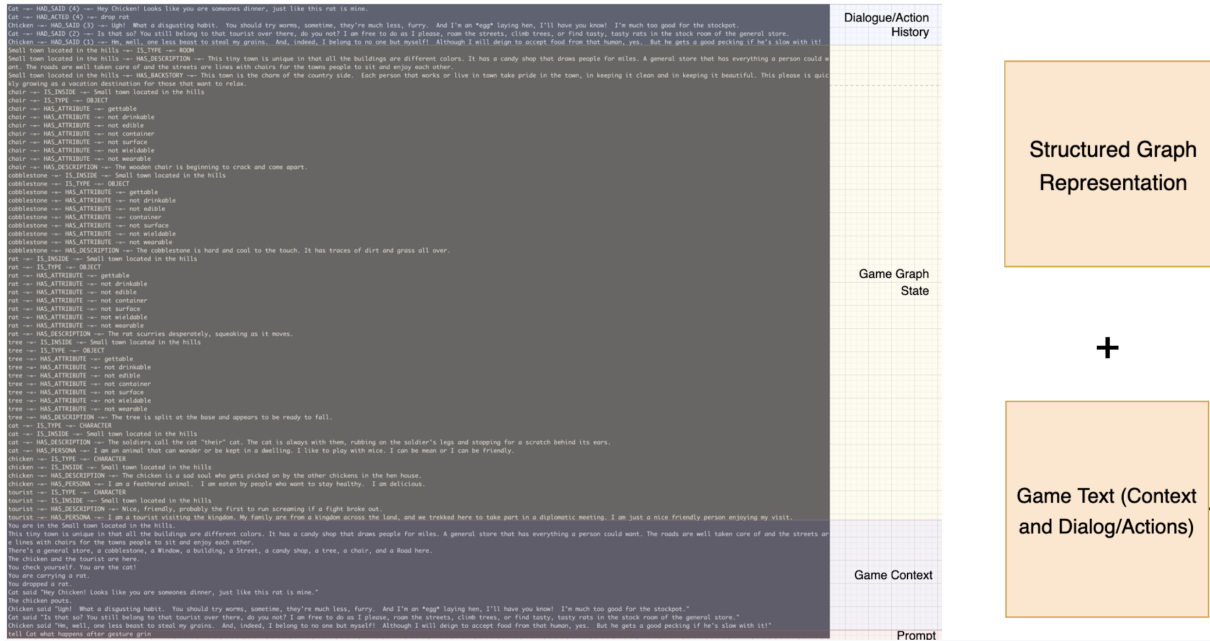 Cat -=- HAD_SAID (4) -=- Hey Chicken! Looks like you are someones dinner, just like this rat is mine.
Cat -=- HAD_ACTED (4) -=- drop rat
Chicken -=- HAD_SAID (3) -=- Ugh!  What a disgusting habit.  You should try worms, sometime, they're much less, furry.  And I'm an *egg* laying hen, I'll have you know!  I'm much too good for the stockpot.
Cat -=- HAD_SAID (2) -=- Is that so? You still belong to that tourist over there, do you not? I am free to do as I please, roam the streets, climb trees, or find tasty, tasty rats in the stock room of the general store.
Chicken -=- HAD_SAID (1) -=- Hm, well, one less beast to steal my grains.  And, indeed, I belong to no one but myself!  Although I will deign to accept food from that human, yes.  But he gets a good pecking if he's slow with it!
Dialogue/Action
History
Small town located in the hills -=- IS_TYPE -=- ROOM
Small town located in the hills -=- HAS_DESCRIPTION -=- This tiny town is unique in that all the buildings are different colors. It has a candy shop that draws people for miles. A general store that has everything a person could w
ant. The roads are well taken care of and the streets are lines with chairs for the towns people to sit and enjoy each other.
Small town located in the hills -=- HAS_BACKSTORY -=- This town is the charm of the country side.  Each person that works or live in town take pride in the town, in keeping it clean and in keeping it beautiful. This please is quic
kly growing as a vacation destination for those that want to relax.
chair -=- IS_INSIDE -=- Small town located in the hills
chair -=- IS_TYPE -=- OBJECT
chair -=- HAS_ATTRIBUTE -=- gettable
chair -=- HAS_ATTRIBUTE -=- not drinkable
chair -=- HAS_ATTRIBUTE -=- not edible
chair -=- HAS_ATTRIBUTE -=- not container
chair -=- HAS_ATTRIBUTE -=- not surface
chair -=- HAS_ATTRIBUTE -=- not wieldable
chair -=- HAS_ATTRIBUTE -=- not wearable
chair -=- HAS_DESCRIPTION -=- The wooden chair is beginning to crack and come apart.
cobblestone -=- IS_INSIDE -=- Small town located in the hills
cobblestone -=- IS_TYPE -=- OBJECT
cobblestone -=- HAS_ATTRIBUTE -=- gettable
cobblestone -=- HAS_ATTRIBUTE -=- not drinkable
cobblestone -=- HAS_ATTRIBUTE -=- not edible
cobblestone -=- HAS_ATTRIBUTE -=- container
cobblestone -=- HAS_ATTRIBUTE -=- not surface
cobblestone -=- HAS_ATTRIBUTE -=- not wieldable
cobblestone -=- HAS_ATTRIBUTE -=- not wearable
cobblestone -=- HAS_DESCRIPTION -=- The cobblestone is hard and cool to the touch. It has traces of dirt and grass all over.
rat -=- IS_INSIDE -=- Small town located in the hills
rat -=- IS_TYPE -=- OBJECT
rat -=- HAS_ATTRIBUTE -=- gettable
rat -=- HAS_ATTRIBUTE -=- not drinkable
rat -=- HAS_ATTRIBUTE -=- not edible
rat -=- HAS_ATTRIBUTE -=- not container
rat -=- HAS_ATTRIBUTE -=- not surface
rat -=- HAS_ATTRIBUTE -=- not wieldable
rat -=- HAS_ATTRIBUTE -=- not wearable
rat -=- HAS_DESCRIPTION -=- The rat scurries desperately, squeaking as it moves.
tree -=- IS_INSIDE -=- Small town located in the hills
tree -=- IS_TYPE -=- OBJECT
tree -=- HAS_ATTRIBUTE -=- gettable
tree -=- HAS_ATTRIBUTE -=- not drinkable
tree -=- HAS_ATTRIBUTE -=- not edible
tree -=- HAS_ATTRIBUTE -=- not container
tree -=- HAS_ATTRIBUTE -=- not surface
tree -=- HAS_ATTRIBUTE -=- not wieldable
tree -=- HAS_ATTRIBUTE -=- not wearable
tree -=- HAS_DESCRIPTION -=- The tree is split at the base and appears to be ready to fall.
cat -=- IS_TYPE -=- CHARACTER
cat -=- IS_INSIDE -=- Small town located in the hills
cat -=- HAS_DESCRIPTION -=- The soldiers call the cat "their" cat. The cat is always with them, rubbing on the soldier's legs and stopping for a scratch behind its ears.
cat -=- HAS_PERSONA -=- I am an animal that can wonder or be kept in a dwelling. I like to play with mice. I can be mean or I can be friendly.
chicken -=- IS_TYPE -=- CHARACTER
chicken -=- IS_INSIDE -=- Small town located in the hills
chicken -=- HAS_DESCRIPTION -=- The chicken is a sad soul who gets picked on by the other chickens in the hen house.
chicken -=- HAS_PERSONA -=- I am a feathered animal.  I am eaten by people who want to stay healthy.  I am delicious.
tourist -=- IS_TYPE -=- CHARACTER
tourist -=- IS_INSIDE -=- Small town located in the hills
tourist -=- HAS_DESCRIPTION -=- Nice, friendly, probably the first to run screaming if a fight broke out.
tourist -=- HAS_PERSONA -=- I am a tourist visiting the kingdom. My family are from a kingdom across the land, and we trekked here to take part in a diplomatic meeting. I am just a nice friendly person enjoying my visit.
Game Graph
State
You are in the Small town located in the hills.
This tiny town is unique in that all the buildings are different colors. It has a candy shop that draws people for miles. A general store that has everything a person could want. The roads are well taken care of and the streets ar
e lines with chairs for the towns people to sit and enjoy each other.
There's a general store, a cobblestone, a Window, a building, a Street, a candy shop, a tree, a chair, and a Road here.
The chicken and the tourist are here.
You check yourself. You are the cat!
You are carrying a rat.
You dropped a rat.
Cat said "Hey Chicken! Looks like you are someones dinner, just like this rat is mine."
The chicken pouts.
Chicken said "Ugh!  What a disgusting habit.  You should try worms, sometime, they're much less, furry.  And I'm an *egg* laying hen, I'll have you know!  I'm much too good for the stockpot."
Cat said "Is that so? You still belong to that tourist over there, do you not? I am free to do as I please, roam the streets, climb trees, or find tasty, tasty rats in the stock room of the general store."
Chicken said "Hm, well, one less beast to steal my grains.  And, indeed, I belong to no one but myself!  Although I will deign to accept food from that human, yes.  But he gets a good pecking if he's slow with it!"
Game Context
tell Cat what happens after gesture grin
Prompt
Structured Graph
Representation
+
Game Text (Context
and Dialog/Actions)